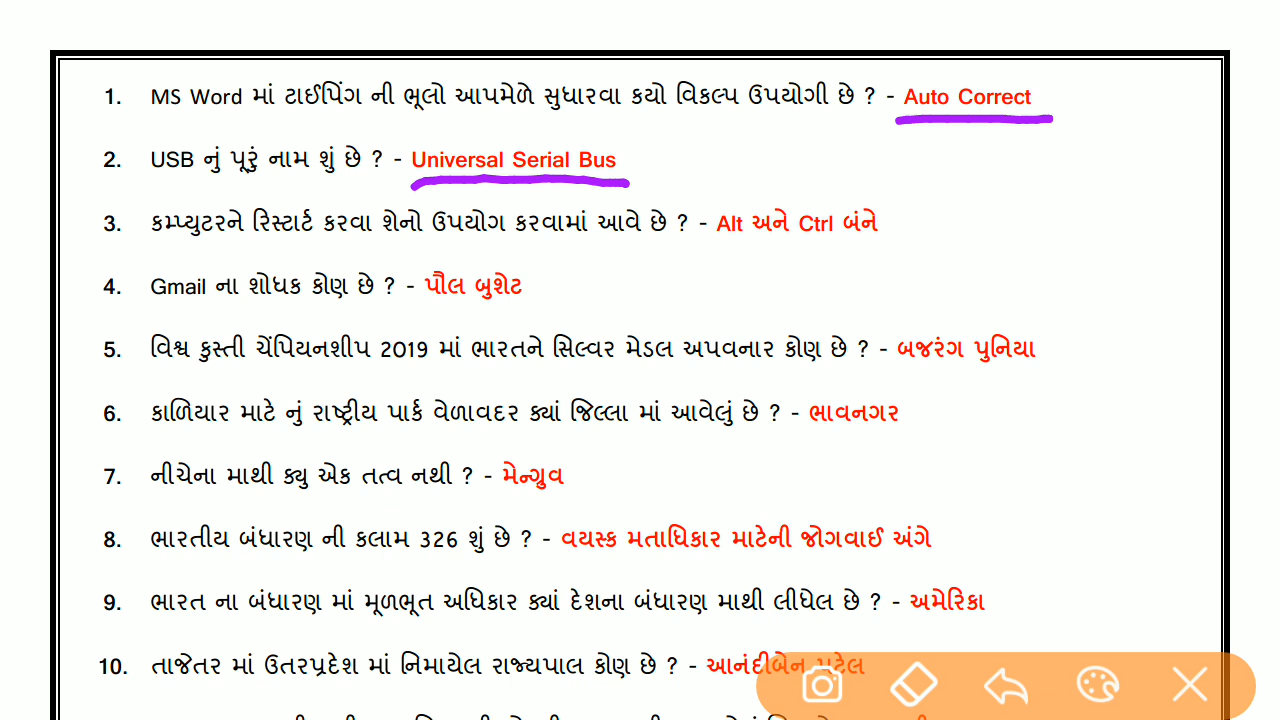 1. MS Word માં ટાઈપિંગ ની ભૂલો આપમેળે સુધારવા કયો વિકલ્પ ઉપયોગી છે ? - Auto Correct
2. USB નું પૂરું નામ શું છે ? - Universal Serial Bus
3. કમ્પ્યુટરને રિસ્ટાર્ટ કરવા શેનો ઉપયોગ કરવામાં આવે છે ? - Alt અને Ctrl બંને
4. Gmail ના શોધક કોણ છે ? - પૌલ બુશેટ
5. વિશ્વ કુસ્તી ચેંપિયનશીપ 2019 માં ભારતને સિલ્વર મેડલ અપવનાર કોણ છે ? - બજરંગ પુનિયા
6. કાળિયાર માટે નું રાષ્ટ્રીય પાર્ક વેળાવદર ક્યાં જિલ્લા માં આવેલું છે ? - ભાવનગર
7. નીચેના માથી ક્યુ એક તત્વ નથી ? - મેન્ગ્રુવ
8. ભારતીય બંધારણ ની કલામ 326 શું છે ? - વયસ્ક મતાધિકાર માટેની જોગવાઈ અંગે
9. ભારત ના બંધારણ માં મૂળભૂત અધિકાર ક્યાં દેશના બંધારણ માથી લીધેલ છે ? - અમેરિકા
10. તાજેતર માં ઉતરપ્રદેશ માં નિમાયેલ રાજ્યપાલ કોણ છે ? - આનંદીબેન પટેલ